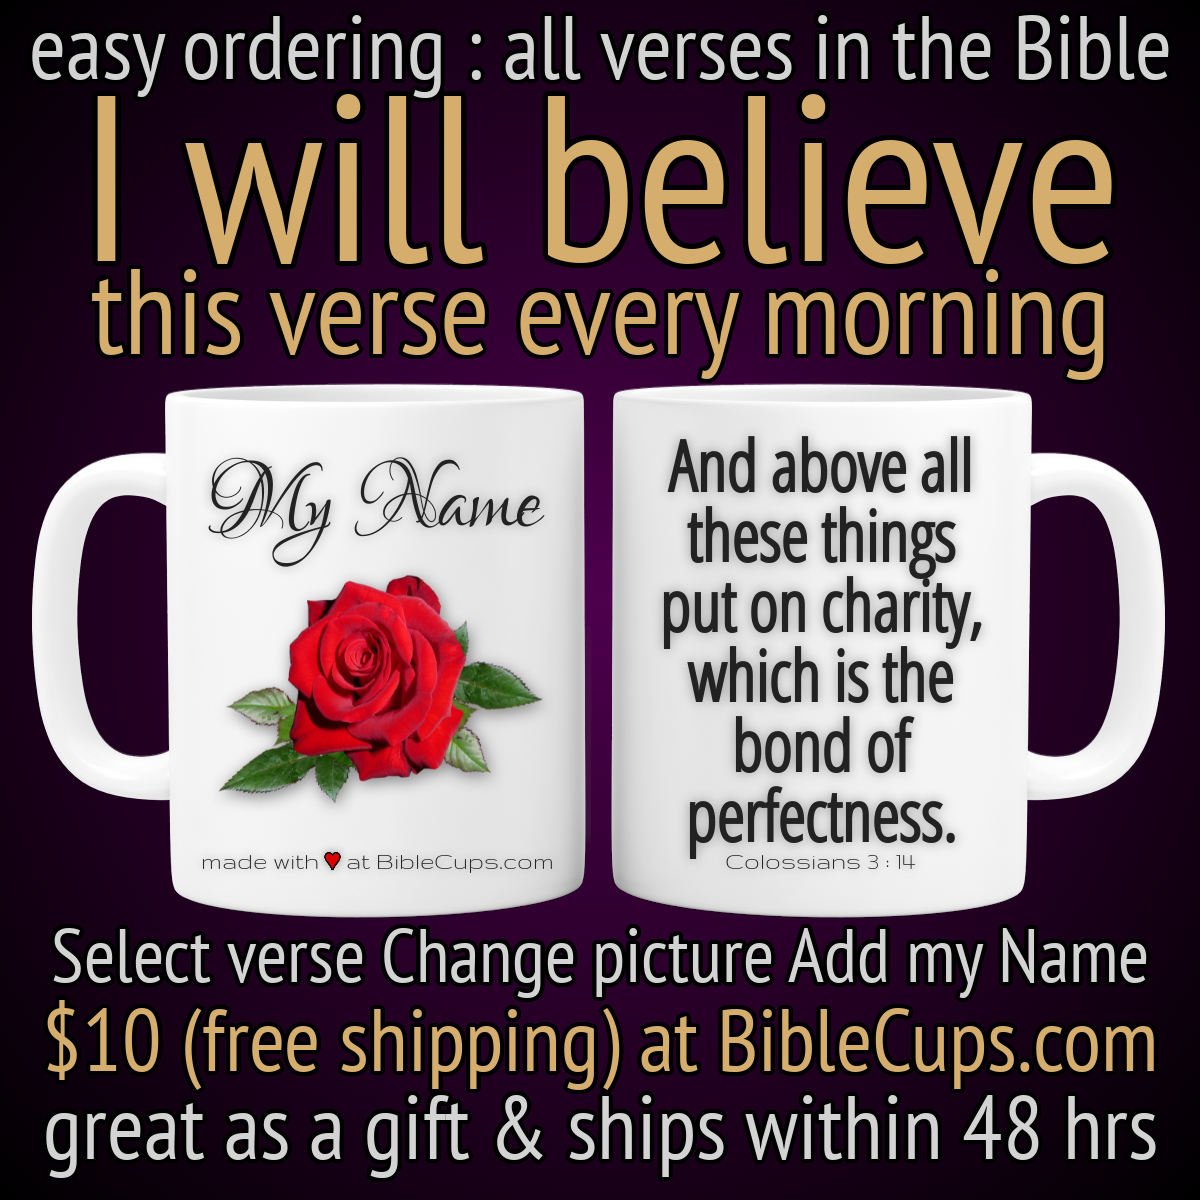 easy ordering : all verses in the Bible
I will believe
this verse every morning
My Name
made with ♥ at BibleCups.com
And above all
these things
put on charity,
which is the
bond of
perfectness.
Colossians 3 : 14
Select verse Change picture Add my Name
$10 (free shipping) at BibleCups.com
great as a gift & ships within 48 hrs